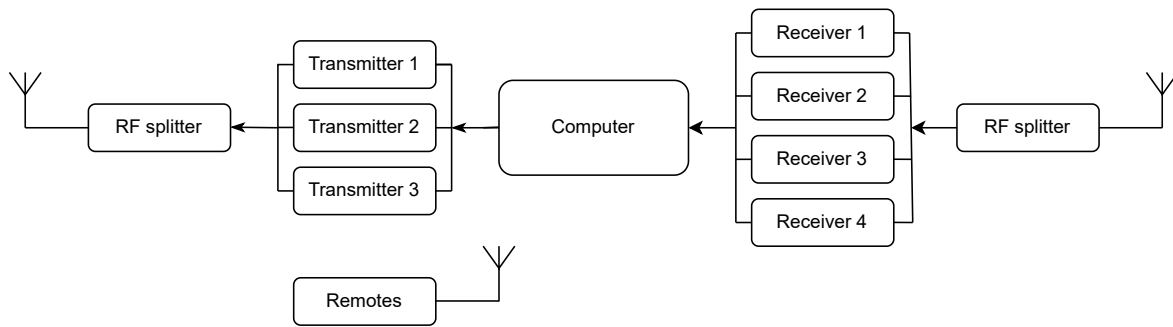 Transmitter 1
Transmitter 2
Transmitter 3
RF splitter
Computer
Receiver 1
Receiver 2
Receiver 3
Receiver 4
RF splitter
Remotes